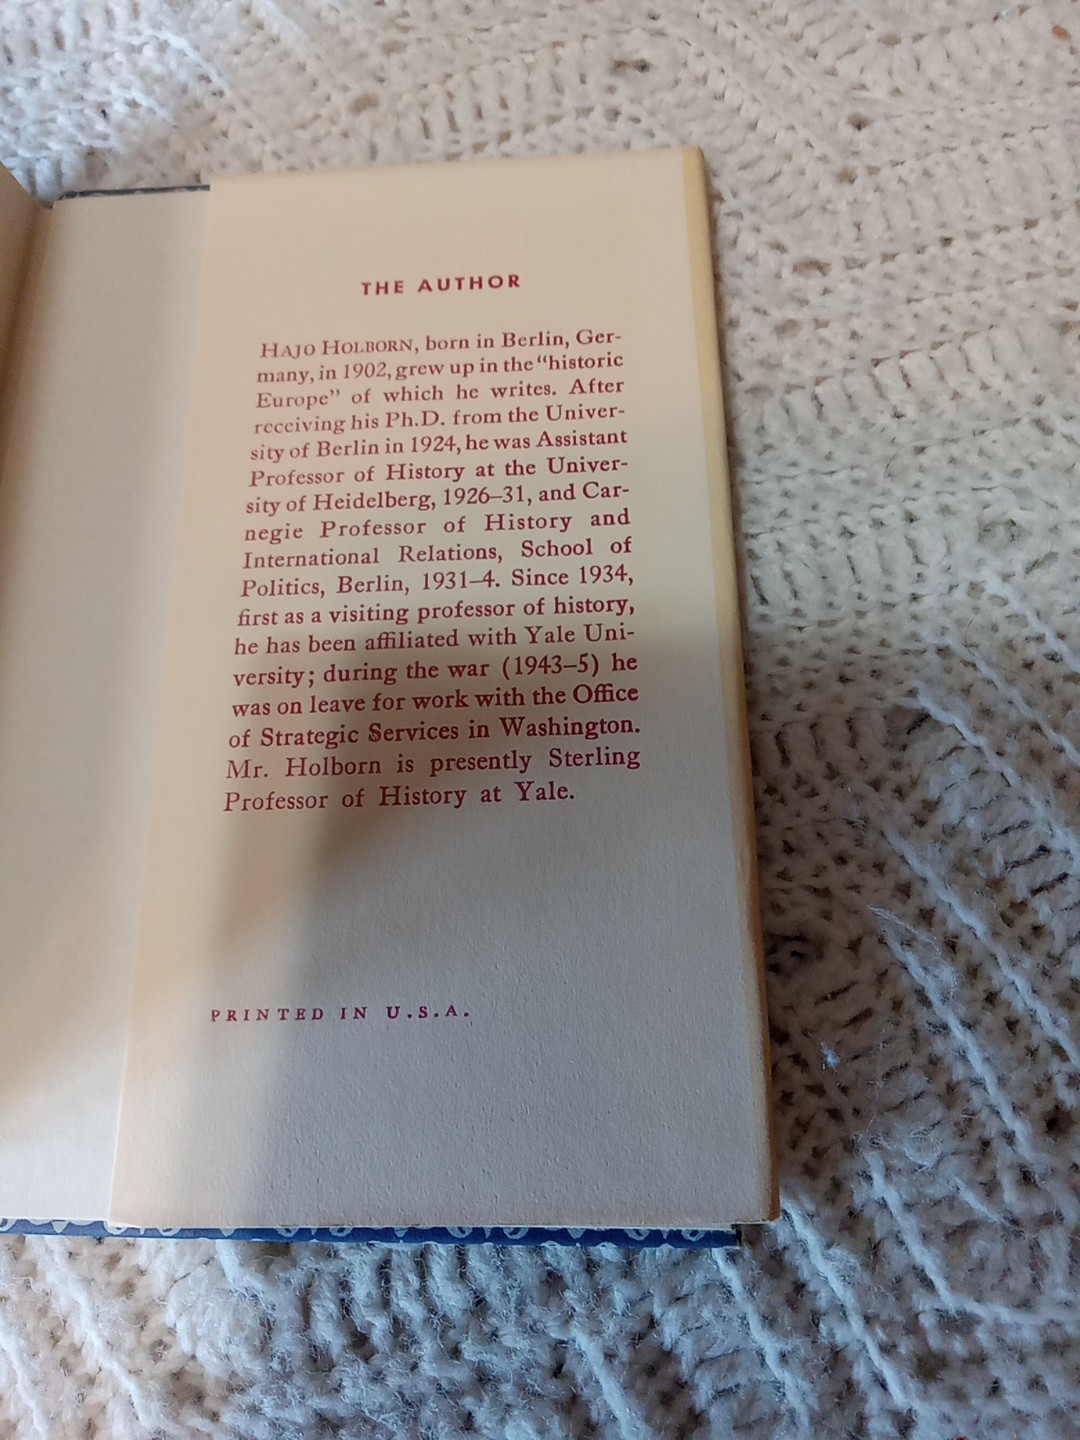 THE AUTHOR
HAJO HOLBORN, born in Berlin, Ger-
many, in 1902, grew up in the "historic
Europe" of which he writes. After
receiving his Ph.D. from the Univer-
sity of Berlin in 1924, he was Assistant
Professor of History at the Univer-
sity of Heidelberg, 1926–31, and Car-
negie Professor of History and
International Relations, School of
Politics, Berlin, 1931–4. Since 1934,
first as a visiting professor of history,
he has been affiliated with Yale Uni-
versity; during the war (1943–5) he
was on leave for work with the Office
of Strategic Services in Washington.
Mr. Holborn is presently Sterling
Professor of History at Yale.
PRINTED IN U.S.A.